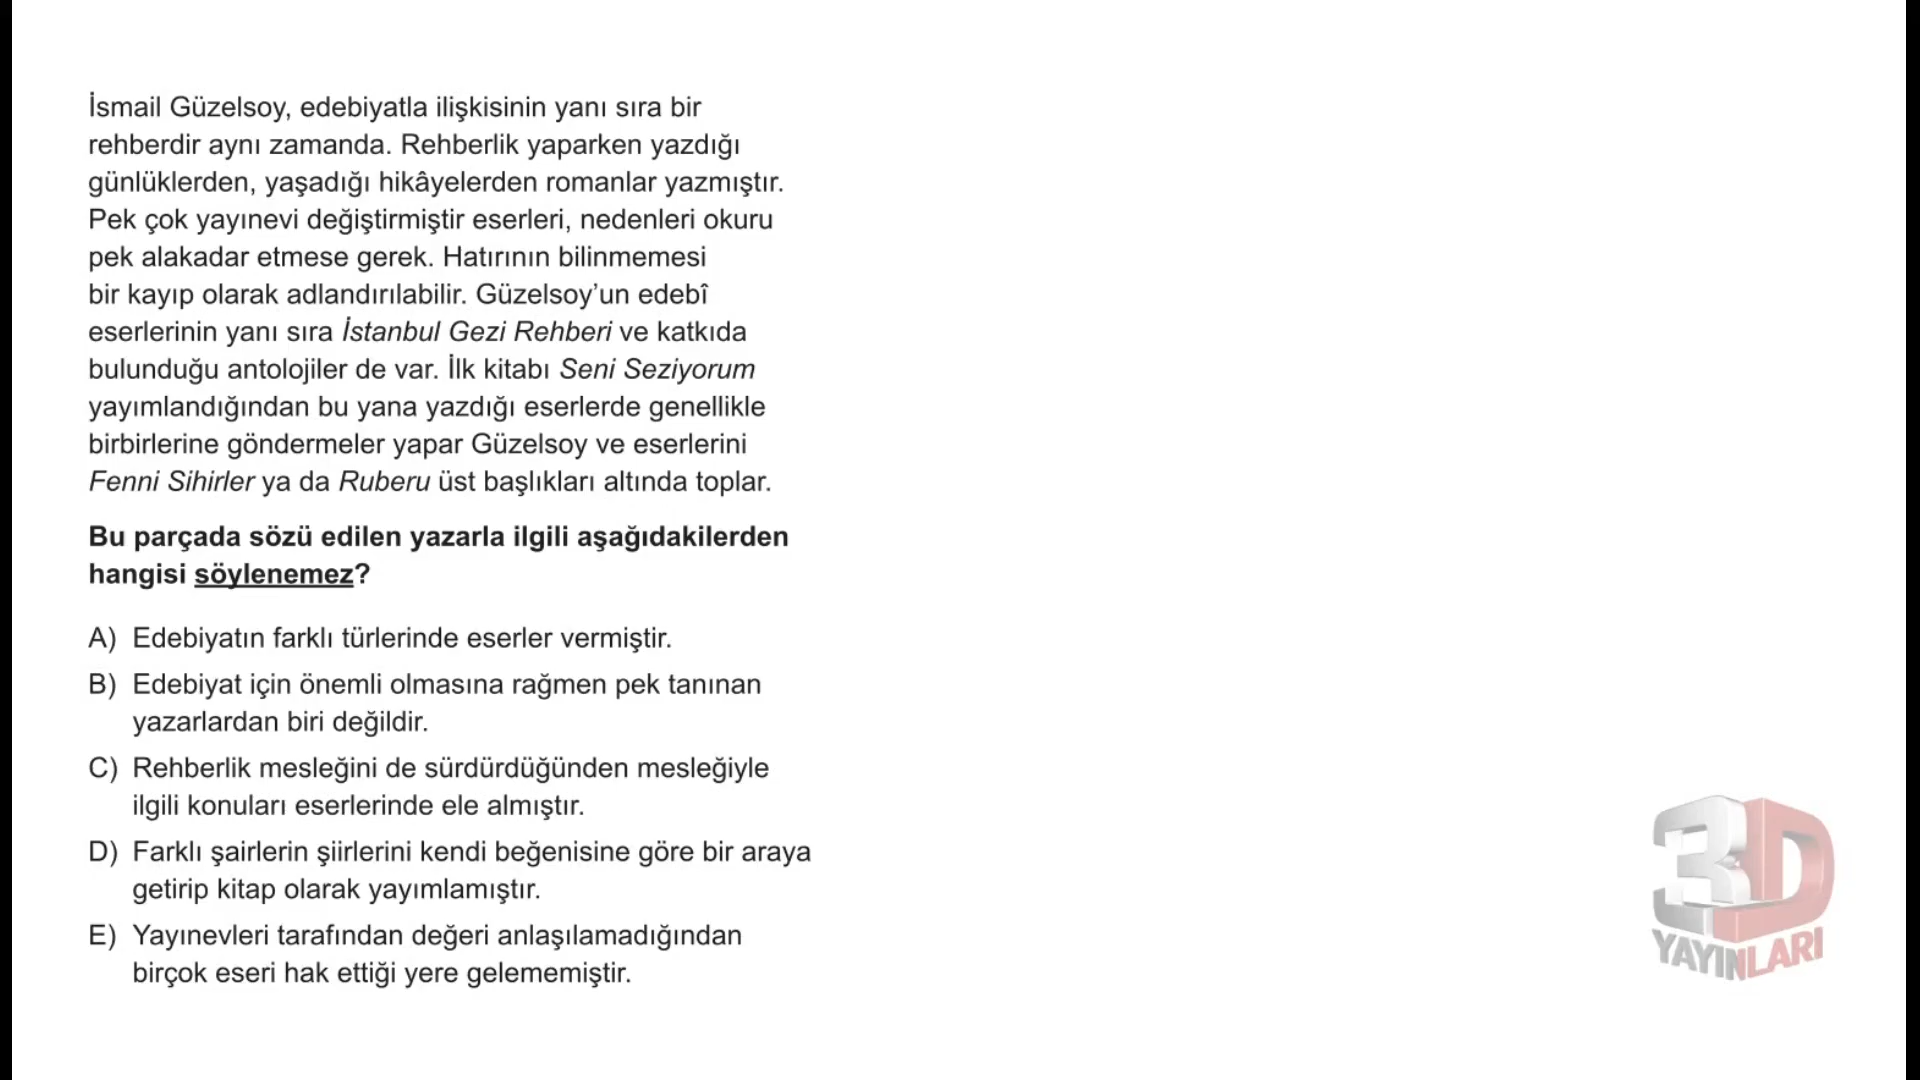 İsmail Güzelsoy, edebiyatla ilişkisinin yanı sıra bir
rehberdir aynı zamanda. Rehberlik yaparken yazdığı
günlüklerden, yaşadığı hikâyelerden romanlar yazmıştır.
Pek çok yayınevi değiştirmiştir eserleri, nedenleri okuru
pek alakadar etmese gerek. Hatırının bilinmemesi
bir kayıp olarak adlandırılabilir. Güzelsoy’un edebî
eserlerinin yanı sıra İstanbul Gezi Rehberi ve katkıda
bulunduğu antolojiler de var. İlk kitabı Seni Seziyorum
yayımlandığından bu yana yazdığı eserlerde genellikle
birbirlerine göndermeler yapar Güzelsoy ve eserlerini
Fenni Sihirler ya da Ruberu üst başlıkları altında toplar.
Bu parçada sözü edilen yazarla ilgili aşağıdakilerden
hangisi söylenemez?
A) Edebiyatın farklı türlerinde eserler vermiştir.
B) Edebiyat için önemli olmasına rağmen pek tanınan
yazarlardan biri değildir.
C) Rehberlik mesleğini de sürdürdüğünden mesleğiyle
ilgili konuları eserlerinde ele almıştır.
D) Farklı şairlerin şiirlerini kendi beğenisine göre bir araya
getirip kitap olarak yayımlamıştır.
E) Yayınevleri tarafından değeri anlaşılamadığından
birçok eseri hak ettiği yere gelememiştir.
3D
YAYINLARI